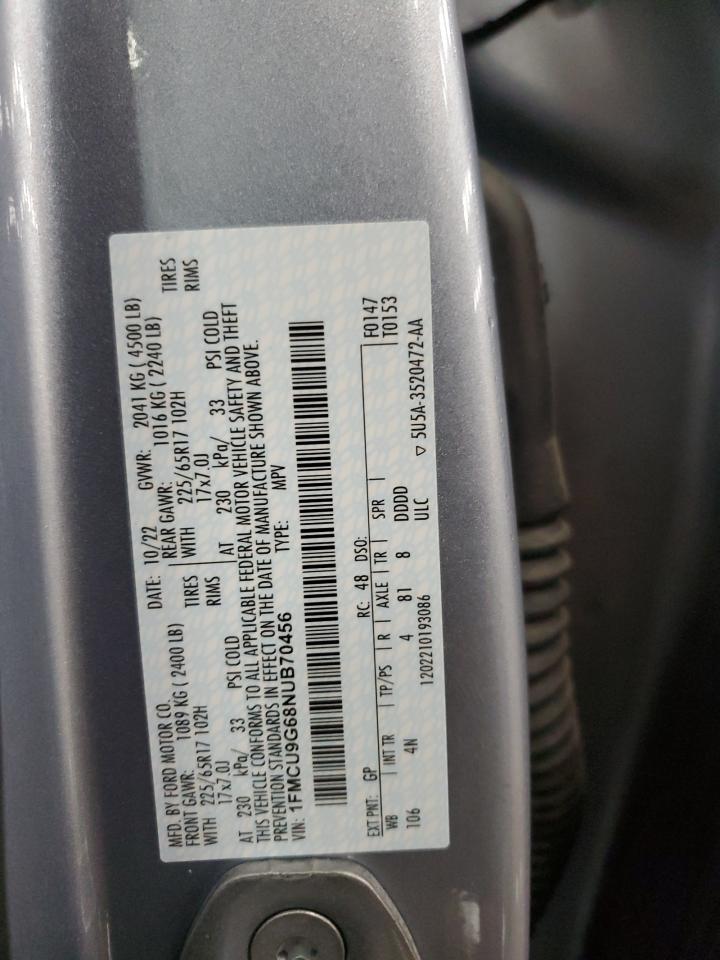 MFD. BY FORD MOTOR CO.
DATE: 10/22 GVWR: 2041 KG ( 4500 LB)
FRONT GAWR: 1089 KG ( 2400 LB) REAR GAWR: 1016 KG ( 2240 LB)
WITH 225/65R17 102H TIRES WITH 225/65R17 102H TIRES
17x7.0J RIMS 17x7.0J RIMS
AT 230 kPa/ 33 PSI COLD AT 230 kPa/ 33 PSI COLD
THIS VEHICLE CONFORMS TO ALL APPLICABLE FEDERAL MOTOR VEHICLE SAFETY AND THEFT
PREVENTION STANDARDS IN EFFECT ON THE DATE OF MANUFACTURE SHOWN ABOVE.
VIN: 1FMCU9G68NUB70456 TYPE: MPV
EXT PNT: GP RC: 48 DSO: F0147
WB INT TR TP/PS R AXLE TR SPR T0153
106 4N 4 81 8 DDDD
1202210193086 ULC ▽ 5U5A-3520472-AA